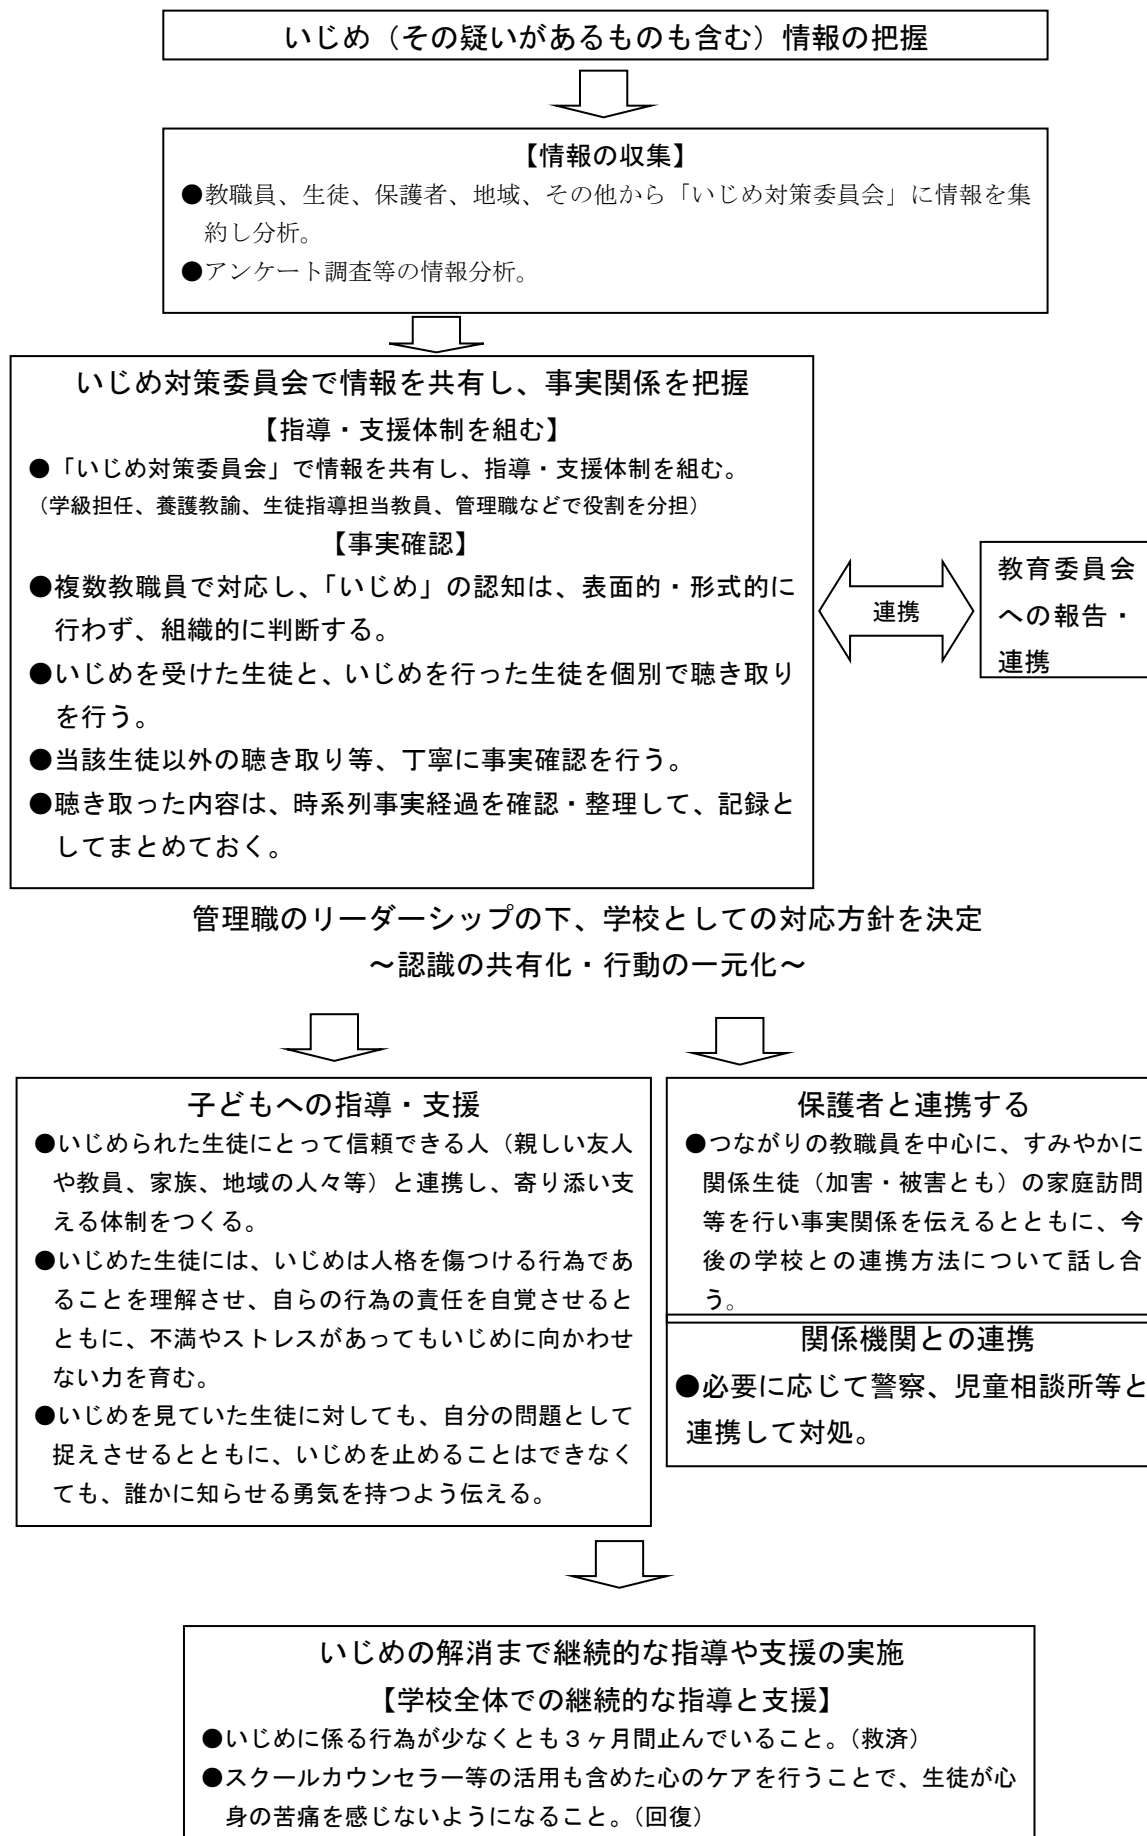 いじめ（その疑いがあるものも含む）情報の把握
【情報の収集】
●教職員、生徒、保護者、地域、その他から「いじめ対策委員会」に情報を集
約し分析。
●アンケート調査等の情報分析。
いじめ対策委員会で情報を共有し、事実関係を把握
【指導・支援体制を組む】
●「いじめ対策委員会」で情報を共有し、指導・支援体制を組む。
（学級担任、養護教諭、生徒指導担当教員、管理職などで役割を分担）
【事実確認】
●複数教職員で対応し、「いじめ」の認知は、表面的・形式的に
行わず、組織的に判断する。
●いじめを受けた生徒と、いじめを行った生徒を個別で聴き取り
を行う。
●当該生徒以外の聴き取り等、丁寧に事実確認を行う。
●聴き取った内容は、時系列事実経過を確認・整理して、記録と
してまとめておく。
連携
教育委員会
への報告・
連携
管理職のリーダーシップの下、学校としての対応方針を決定
～認識の共有化・行動の一元化～
子どもへの指導・支援
●いじめられた生徒にとって信頼できる人（親しい友人
や教員、家族、地域の人々等）と連携し、寄り添い支
える体制をつくる。
●いじめた生徒には、いじめは人格を傷つける行為であ
ることを理解させ、自らの行為の責任を自覚させると
ともに、不満やストレスがあってもいじめに向かわせ
ない力を育む。
●いじめを見ていた生徒に対しても、自分の問題として
捉えさせるとともに、いじめを止めることはできなく
ても、誰かに知らせる勇気を持つよう伝える。
保護者と連携する
●つながりの教職員を中心に、すみやかに
関係生徒（加害・被害とも）の家庭訪問
等を行い事実関係を伝えるとともに、今
後の学校との連携方法について話し合
う。
関係機関との連携
●必要に応じて警察、児童相談所等と
連携して対処。
いじめの解消まで継続的な指導や支援の実施
【学校全体での継続的な指導と支援】
●いじめに係る行為が少なくとも３ヶ月間止んでいること。（救済）
●スクールカウンセラー等の活用も含めた心のケアを行うことで、生徒が心
身の苦痛を感じないようになること。（回復）